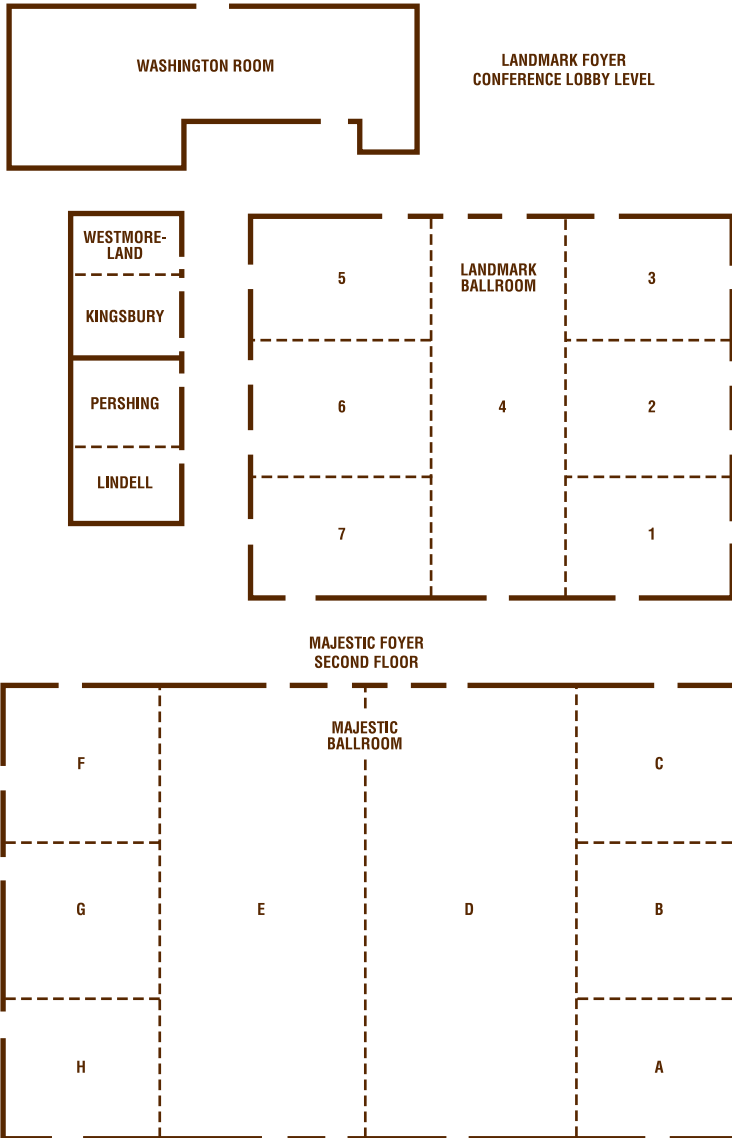 WASHINGTON ROOM
LANDMARK FOYER
CONFERENCE LOBBY LEVEL
WESTMORE-
LAND
KINGSBURY
PERSHING
LINDELL
5
LANDMARK
BALLROOM
3
6
4
2
7
1
MAJESTIC FOYER
SECOND FLOOR
MAJESTIC
BALLROOM
F
C
G
E
D
B
H
A